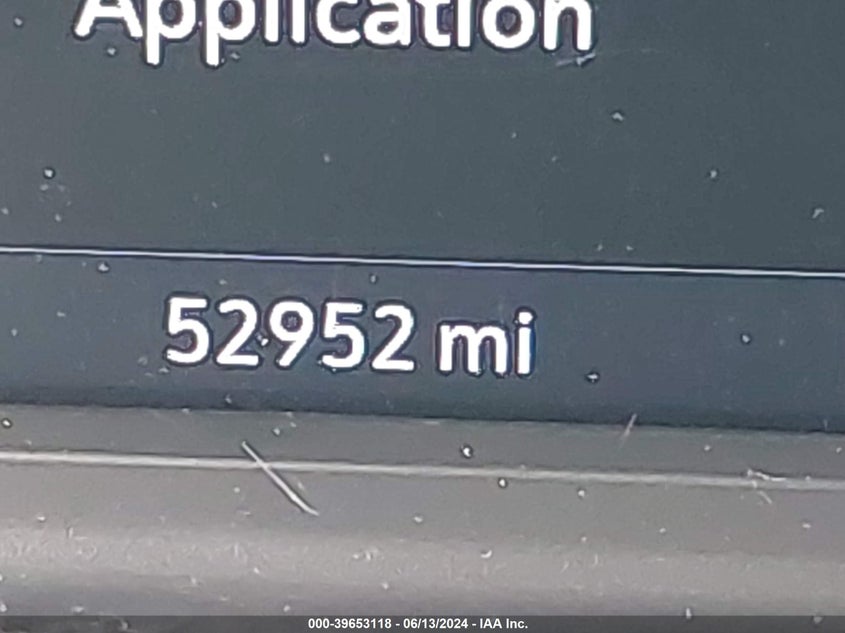 Application
52952 mi
000-39653118 - 06/13/2024 - IAA Inc.